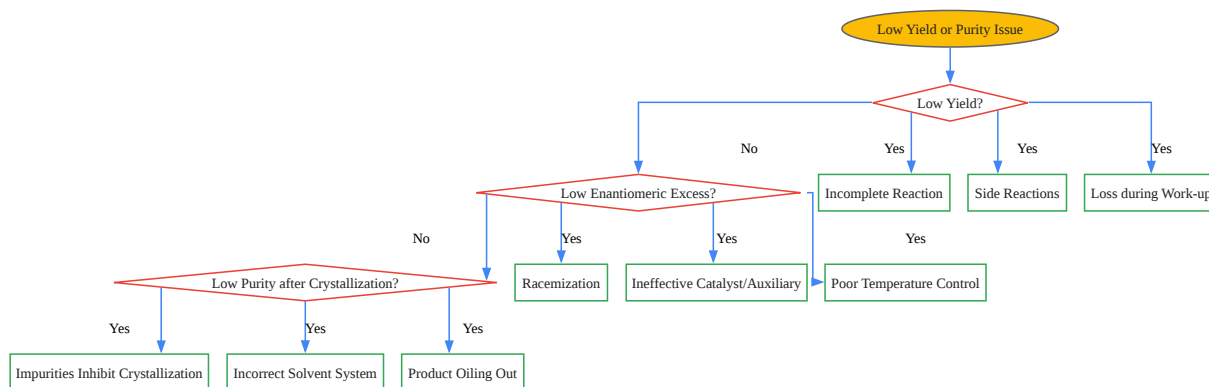 Low Yield or Purity Issue
Low Yield?
No
Yes
Yes
Yes
Low Enantiomeric Excess?
Incomplete Reaction
Side Reactions
Loss during Work-up
No
Yes
Yes
Yes
Low Purity after Crystallization?
Racemization
Ineffective Catalyst/Auxiliary
Poor Temperature Control
Yes
Yes
Yes
Impurities Inhibit Crystallization
Incorrect Solvent System
Product Oiling Out